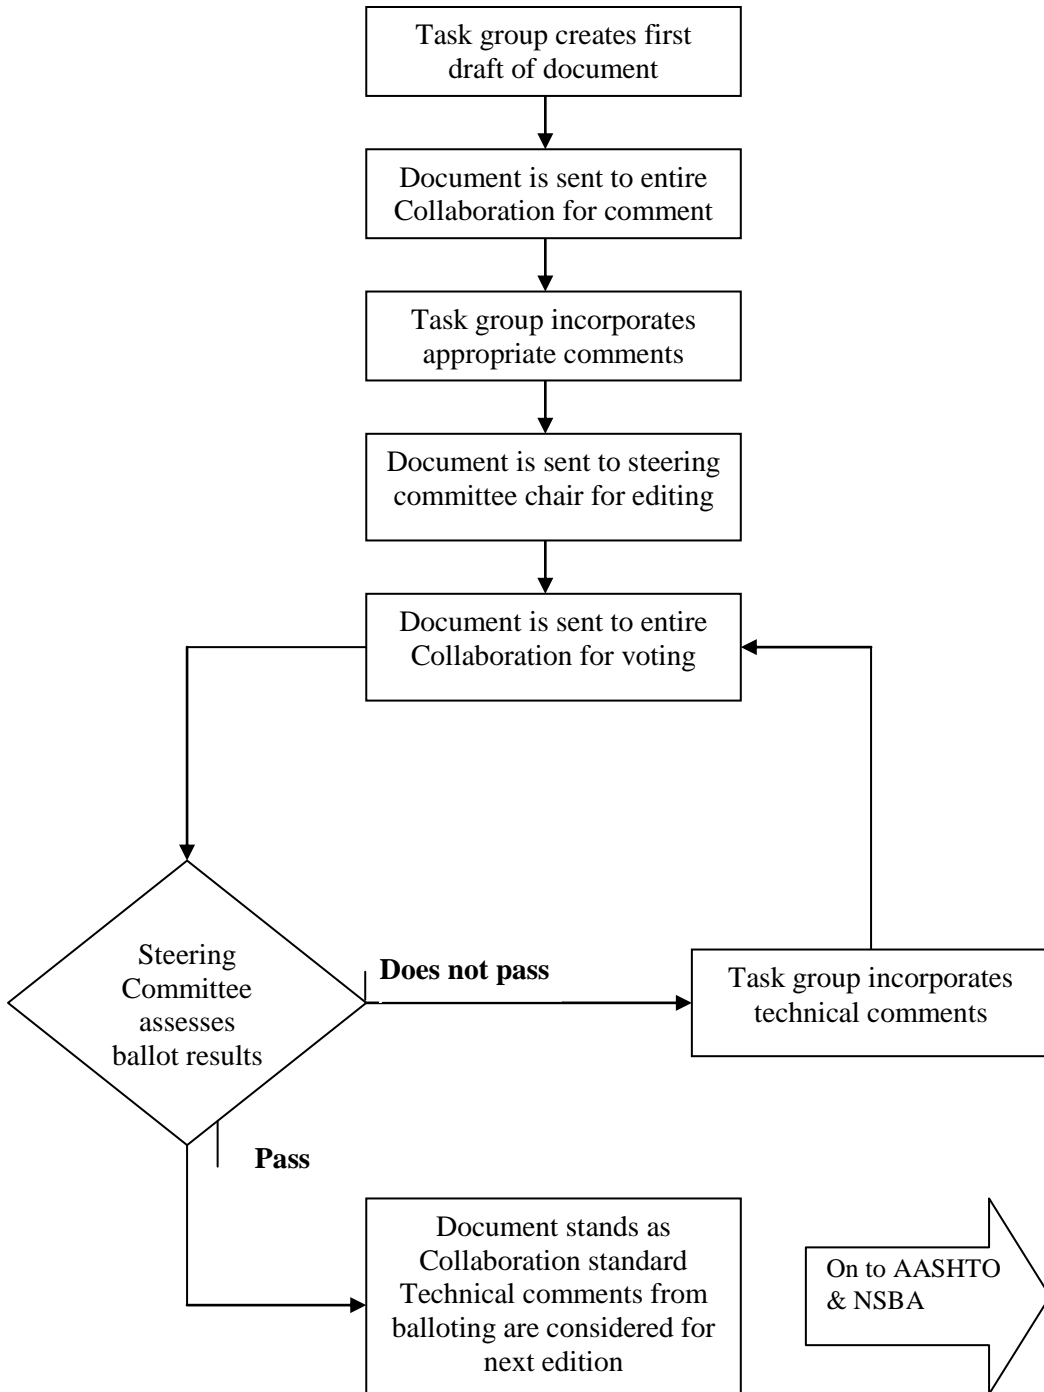 Task group creates first
draft of document
Document is sent to entire
Collaboration for comment
Task group incorporates
appropriate comments
Document is sent to steering
committee chair for editing
Document is sent to entire
Collaboration for voting
Steering
Committee
assesses
ballot results
Does not pass
Task group incorporates
technical comments
Pass
Document stands as
Collaboration standard
Technical comments from
balloting are considered for
next edition
On to AASHTO
& NSBA